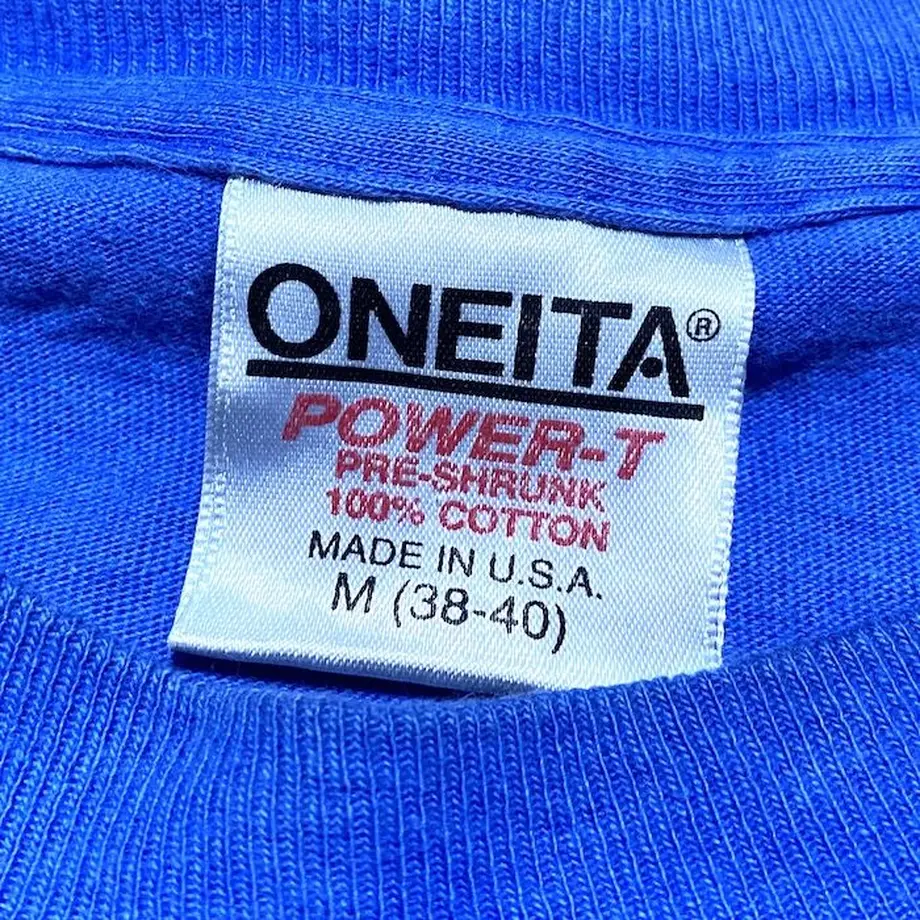 ONEITA®
POWER-T
PRE-SHRUNK
100% COTTON
MADE IN U.S.A.
M (38-40)